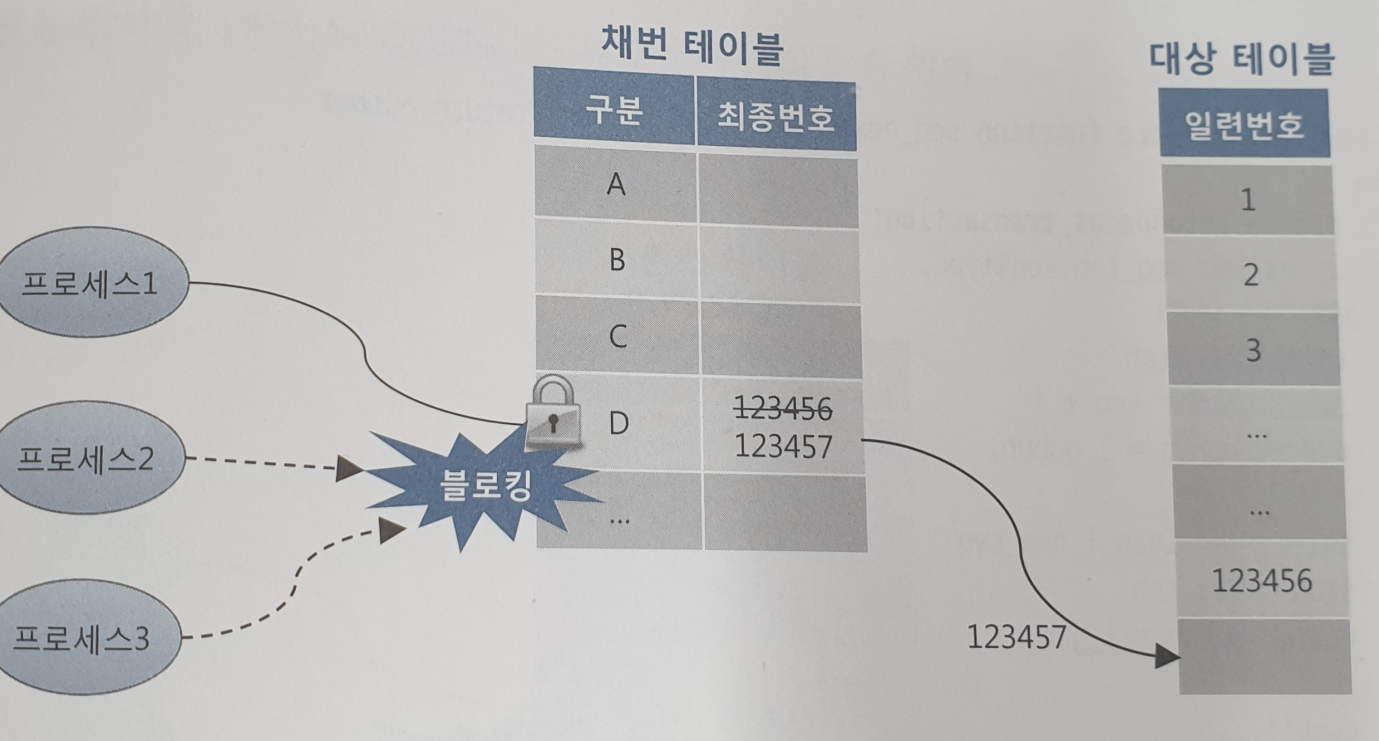 채번 테이블
구분 최종번호
A
B
C
D
123456
123457
...
대상 테이블
일련번호
1
2
3
...
...
123456
프로세스1
프로세스2
프로세스3
블로킹
123457